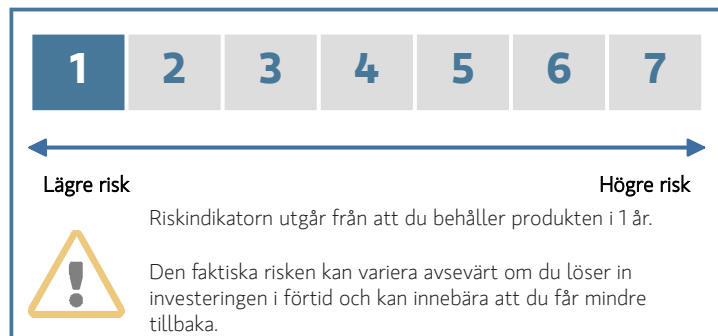 1 2 3 4 5 6 7
Lägre risk Högre risk
Riskindikatorn utgår från att du behåller produkten i 1 år.
Den faktiska risken kan variera avsevärt om du löser in
investeringen i förtid och kan innebära att du får mindre
tillbaka.